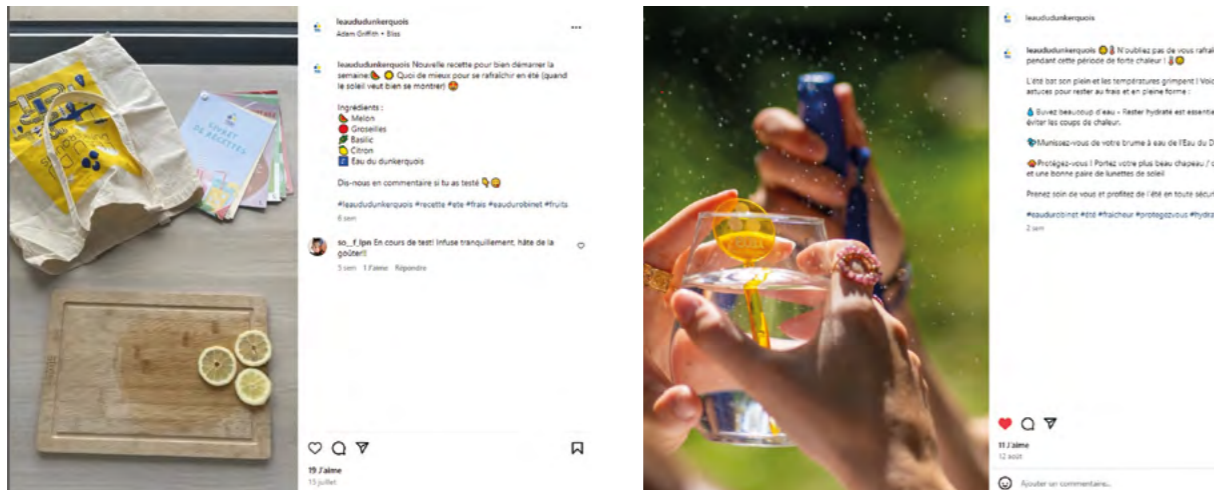 leaududunkerquois
Adam Griffith • Bliss
leaududunkerquois Nouvelle recette pour bien démarrer la
semaine Quoi de mieux pour se rafraîchir en été (quand
le soleil veut bien se montrer)
Ingrédients :
Melon
Groseilles
Basilic
Citron
Eau du dunkerquois
Dis-nous en commentaire si tu as testé
#leaududunkerquois #recette #ete #frais #eaudurobinet #fruits
6 sem
so__f_lpn En cours de test! Infuse tranquillement, hâte de la
goûter!!
5 sem 1 J'aime Répondre
19 J'aime
15 juillet
LIVRET
DE RECETTES
leaududunkerquois
leaududunkerquois N'oubliez pas de vous rafraî
pendant cette période de forte chaleur !
L'été bat son plein et les températures grimpent ! Voic
astuces pour rester au frais et en pleine forme :
Buvez beaucoup d'eau - Rester hydraté est essentie
éviter les coups de chaleur.
Munissez-vous de votre brume à eau de l'Eau du D
Protégez-vous ! Portez votre plus beau chapeau / c
et une bonne paire de lunettes de soleil
Prenez soin de vous et profitez de l'été en toute sécur
#eaudurobinet #été #fraicheur #protegezvous #hydra
2 sem
11 J'aime
12 août
Ajouter un commentaire...